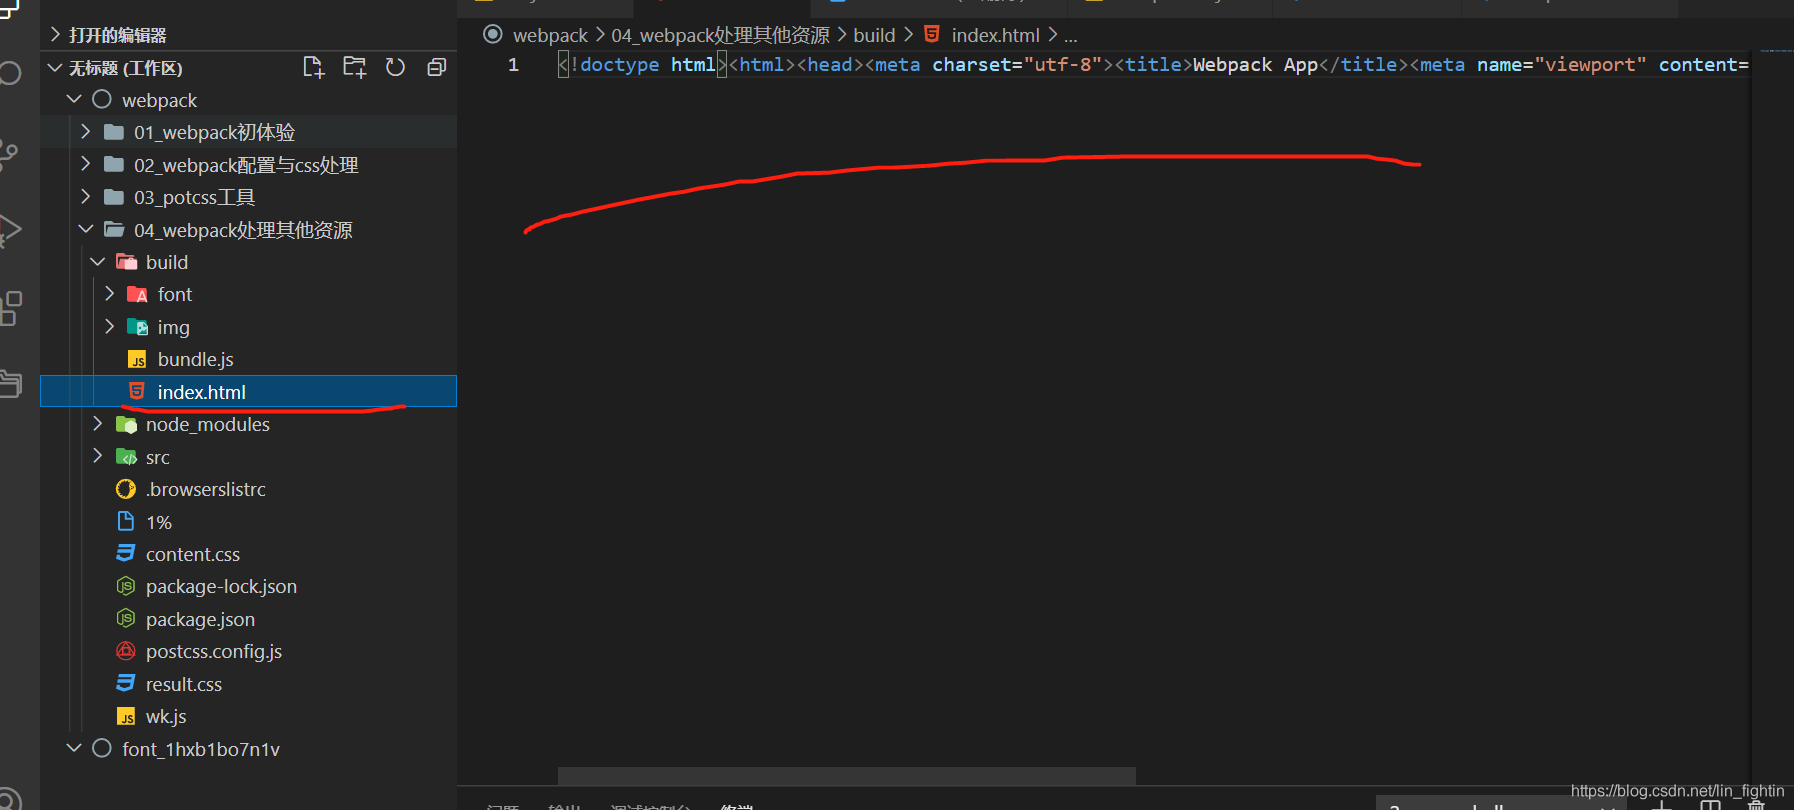 打开的编辑器
无标题 (工作区)
webpack
01_webpack初体验
02_webpack配置与css处理
03_potcss工具
04_webpack处理其他资源
build
font
img
bundle.js
index.html
node_modules
src
.browserslistrc
1%
content.css
package-lock.json
package.json
postcss.config.js
result.css
wk.js
font_1hxb1bo7n1v
webpack > 04_webpack处理其他资源 > build > index.html > ...
1 <!doctype html><html><head><meta charset="utf-8"><title>Webpack App</title><meta name="viewport" content=
https://blog.csdn.net/lin_fightin